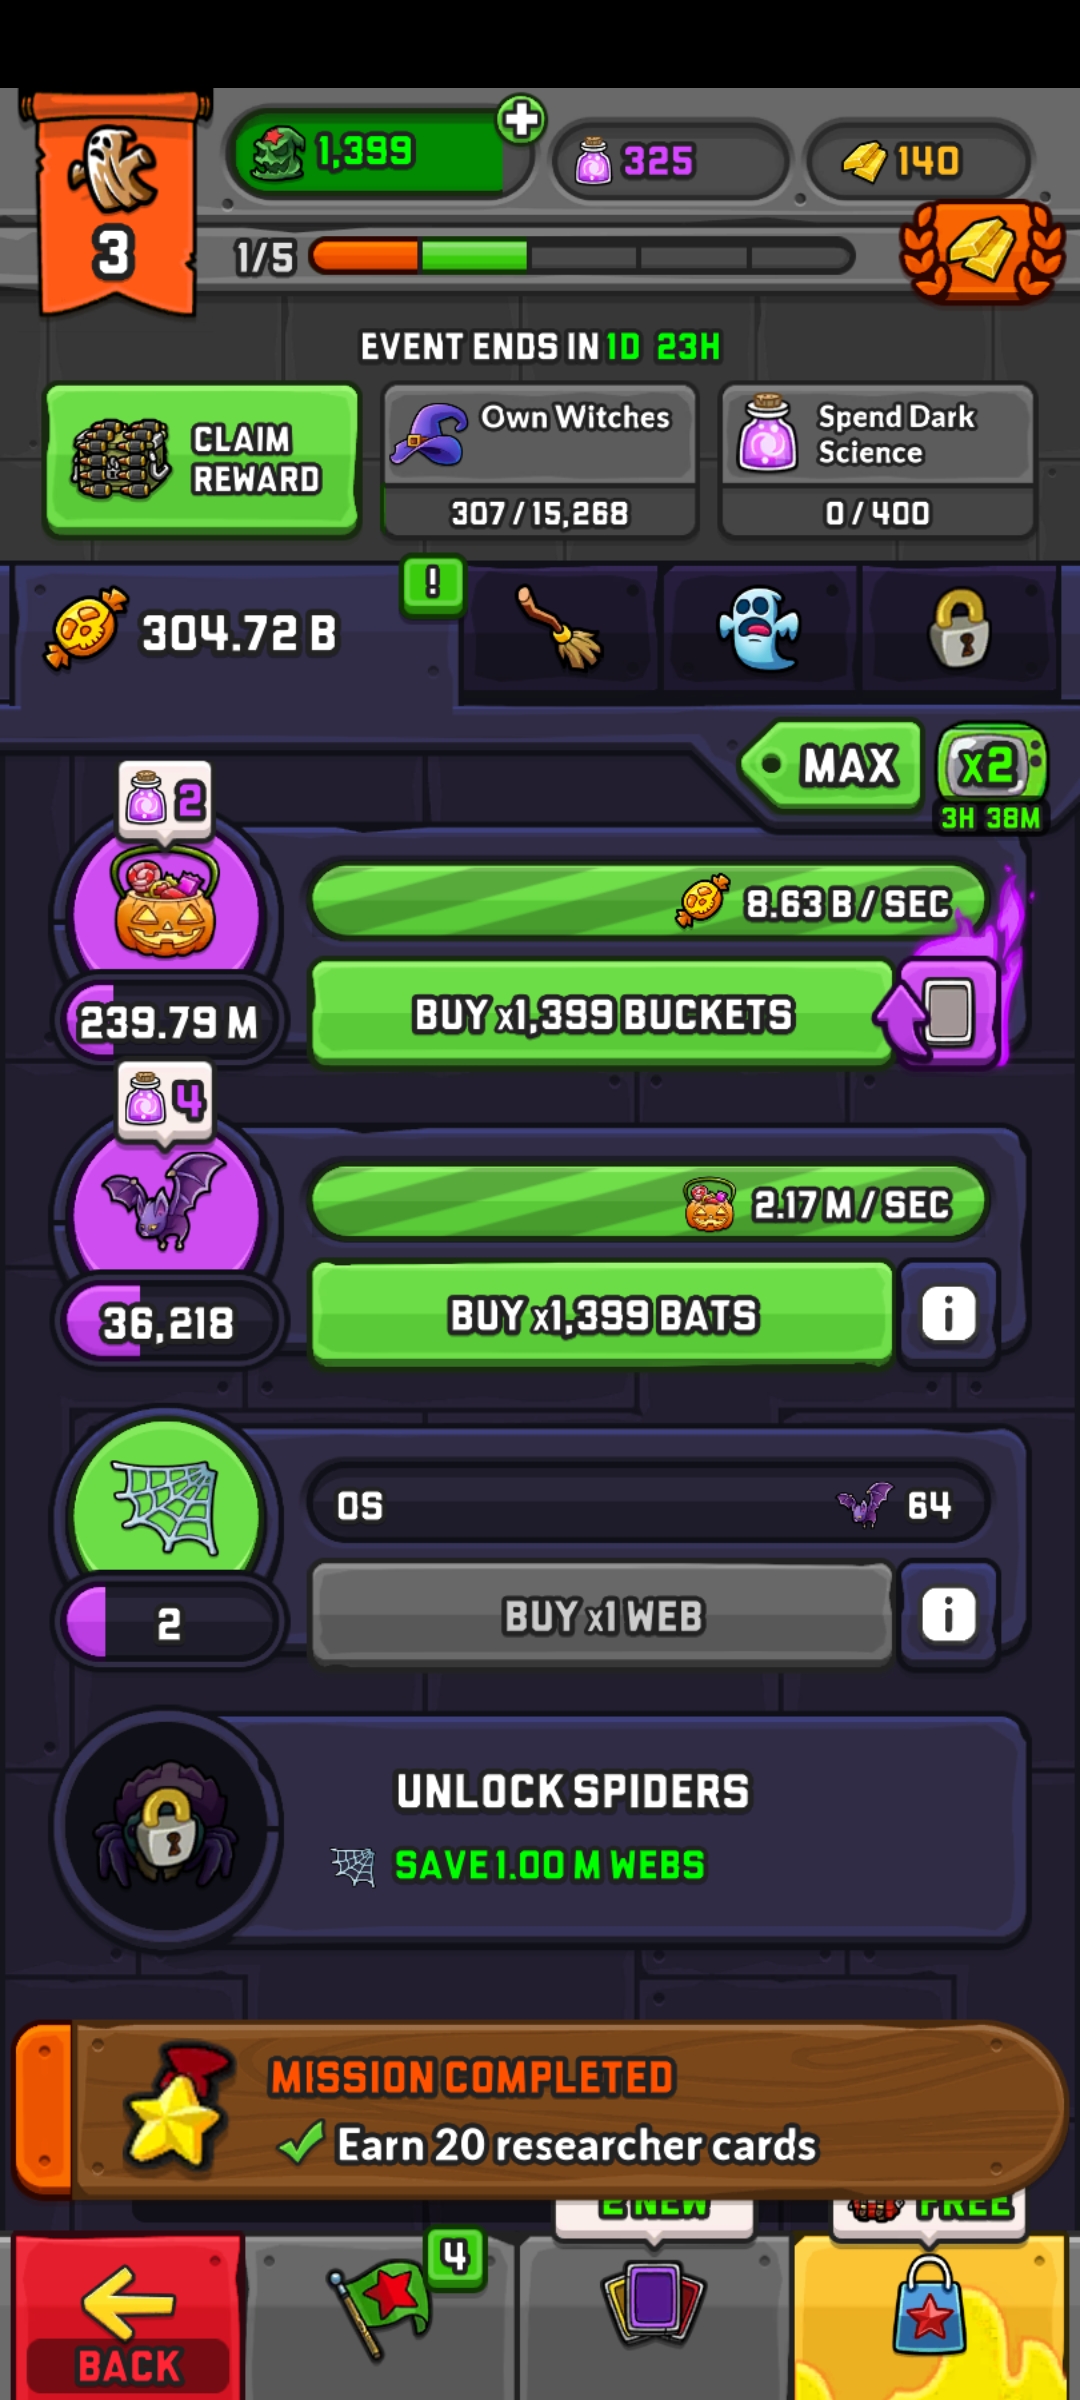 1,399
325
140
3
1/5
EVENT ENDS IN 1D 23H
CLAIM
REWARD
Own Witches
307 / 15,268
Spend Dark
Science
0 / 400
304.72 B
!
MAX
x2
3H 38M
2
8.63 B / SEC
239.79 M
BUY x1,399 BUCKETS
4
2.17 M / SEC
36,218
BUY x1,399 BATS
i
0S
64
2
BUY x1 WEB
i
UNLOCK SPIDERS
SAVE 1.00 M WEBS
MISSION COMPLETED
Earn 20 researcher cards
2 NEW
FREE
4
BACK